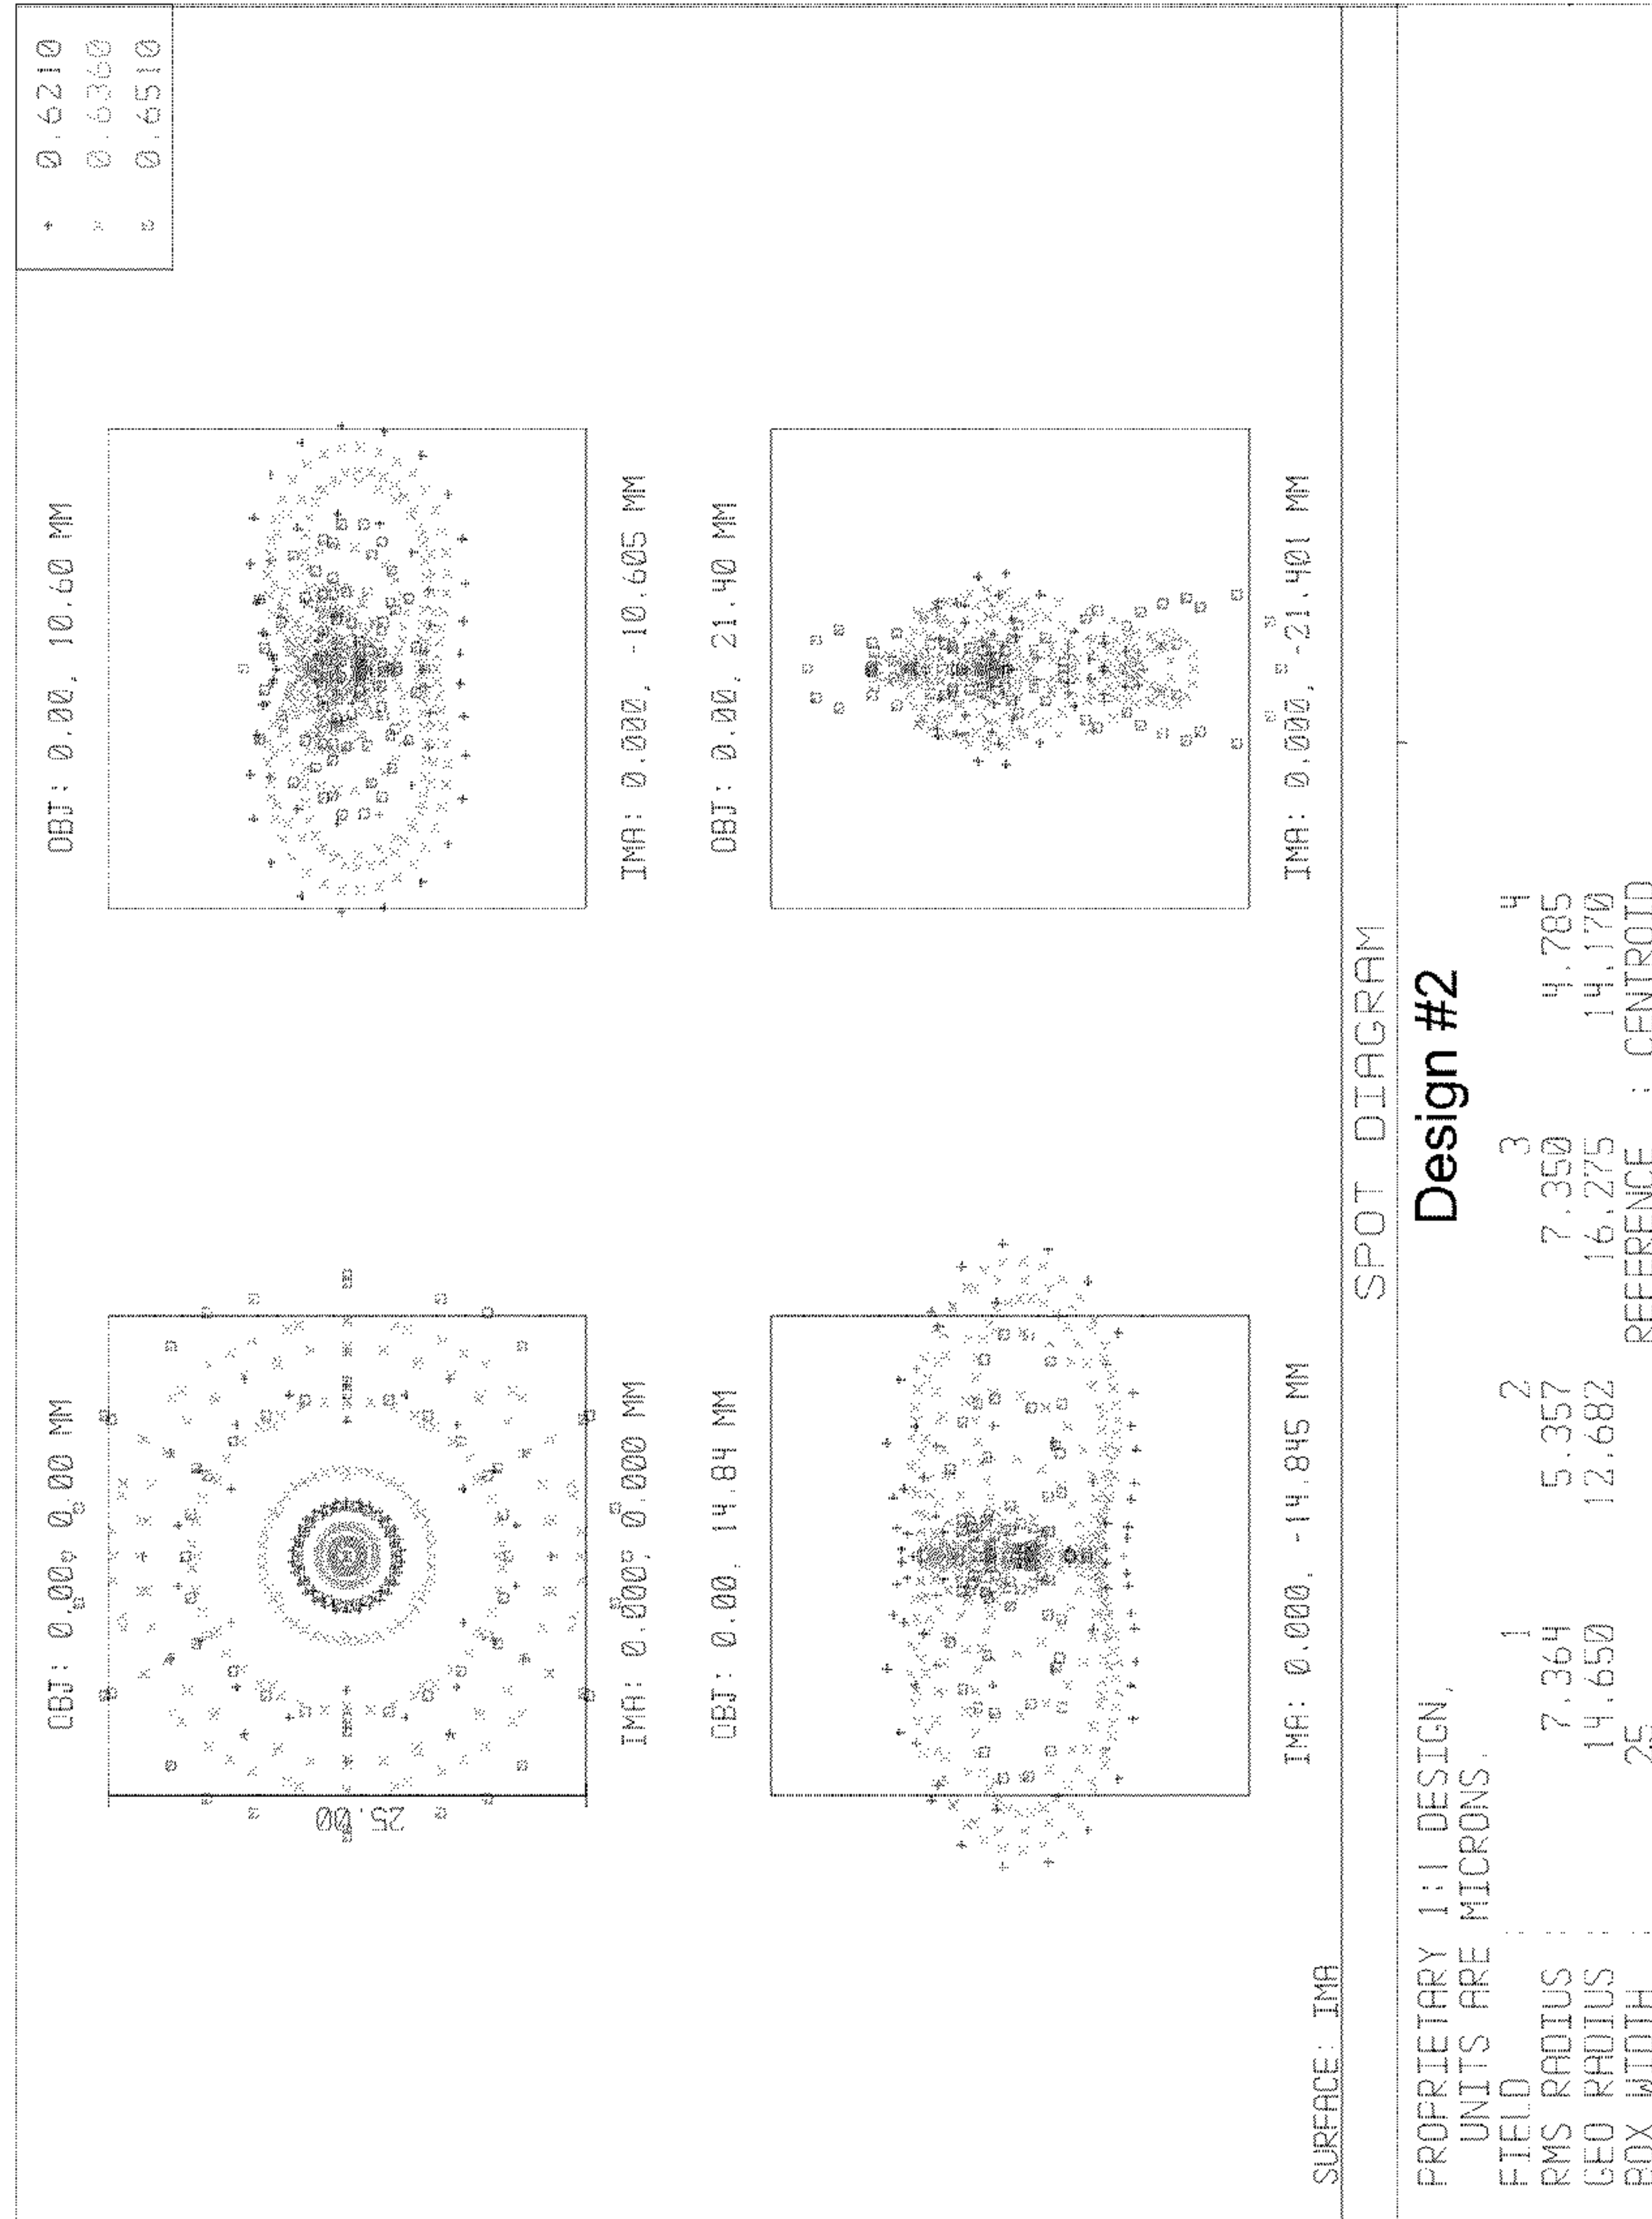 + 0.6210
× 0.6360
¤ 0.6510
OBJ: 0.00, 0.00 MM
OBJ: 0.00, 10.60 MM
25.00
IMA: 0.000, 0.000 MM
IMA: 0.000, -10.605 MM
OBJ: 0.00, 14.84 MM
OBJ: 0.00, 21.40 MM
IMA: 0.000, -14.845 MM
IMA: 0.000, -21.401 MM
SURFACE: IMA
SPOT DIAGRAM
Design #2
PROPRIETARY 1:1 DESIGN,
UNITS ARE MICRONS.
FIELD : 1 2 3 4
RMS RADIUS : 7.364 5.357 7.350 4.785
GEO RADIUS : 14.650 12.682 16.275 14.170
BOX WIDTH : 25 REFERENCE : CENTROID